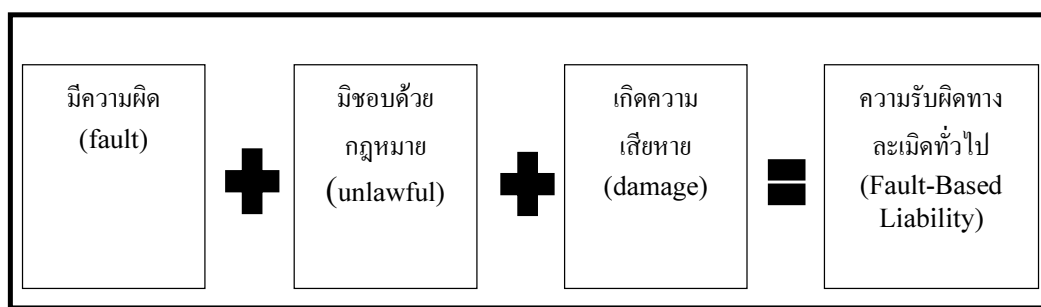 มีความผิด
(fault)
มิชอบด้วย
กฎหมาย
(unlawful)
เกิดความ
เสียหาย
(damage)
ความรับผิดทาง
ละเมิดทั่วไป
(Fault-Based
Liability)